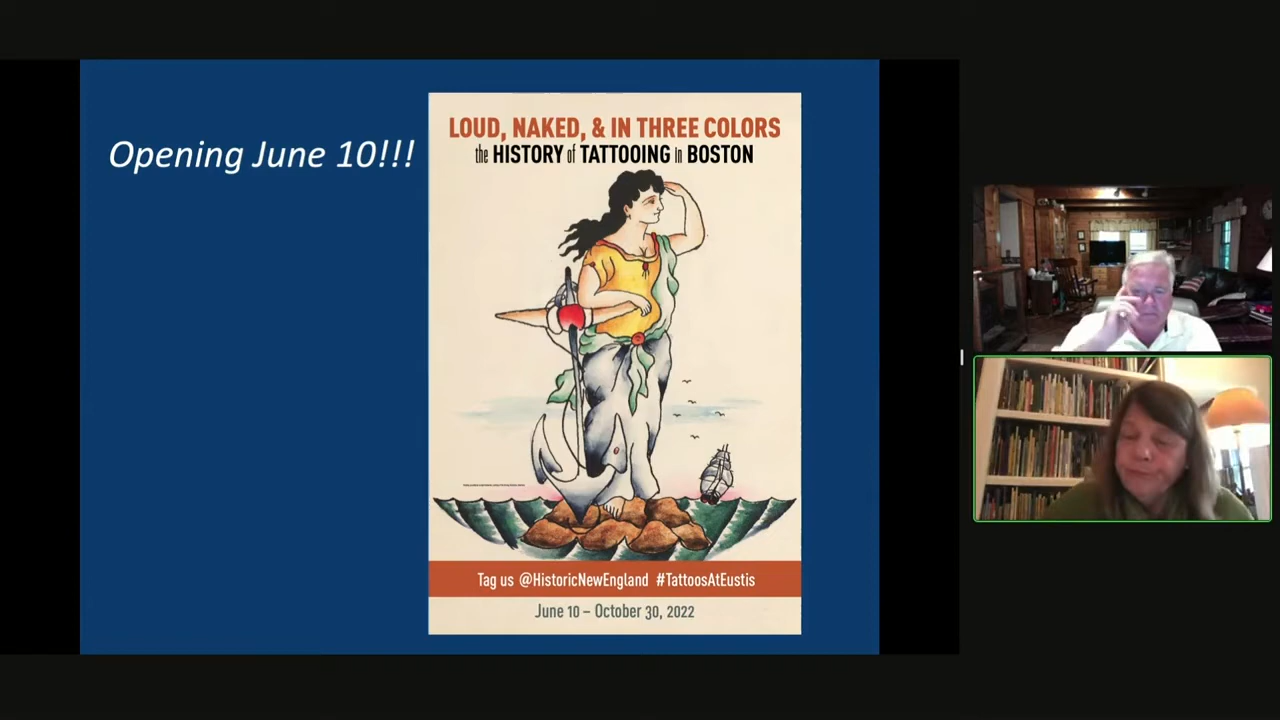 Opening June 10!!!
LOUD, NAKED, & IN THREE COLORS
the HISTORY of TATTOOING in BOSTON
Tag us @HistoricNewEngland #TattoosAtEustis
June 10 – October 30, 2022